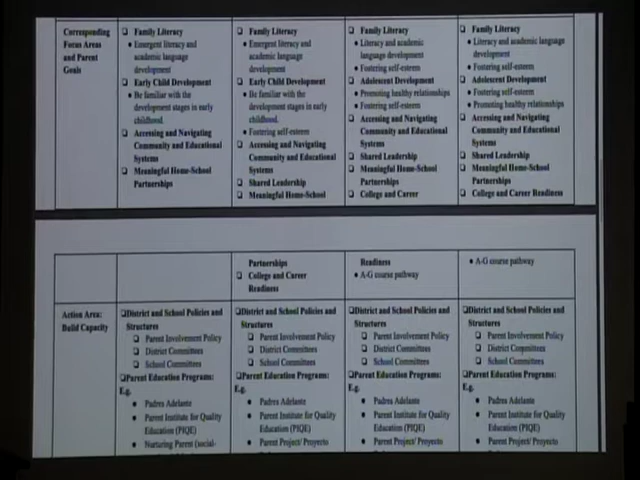 Corresponding
Focus Areas
and Parent
Goals
❑ Family Literacy
• Emergent literacy and
academic language
development
❑ Early Child Development
• Be familiar with the
development stages in early
childhood.
❑ Accessing and Navigating
Community and Educational
Systems
❑ Meaningful Home-School
Partnerships
❑ Family Literacy
• Emergent literacy and
academic language
development
❑ Early Child Development
• Be familiar with the
development stages in early
childhood.
• Fostering self-esteem
❑ Accessing and Navigating
Community and Educational
Systems
❑ Shared Leadership
❑ Meaningful Home-School
❑ Family Literacy
• Literacy and academic
language development
• Fostering self-esteem
❑ Adolescent Development
• Promoting healthy relationships
• Fostering self-esteem
❑ Accessing and Navigating
Community and Educational
Systems
❑ Shared Leadership
❑ Meaningful Home-School
Partnerships
❑ College and Career
❑ Family Literacy
• Literacy and academic language
development
• Fostering self-esteem
❑ Adolescent Development
• Fostering self-esteem
• Promoting healthy relationships
❑ Accessing and Navigating
Community and Educational
Systems
❑ Shared Leadership
❑ Meaningful Home-School
Partnerships
❑ College and Career Readiness
Partnerships
❑ College and Career
Readiness
Readiness
• A-G course pathway
• A-G course pathway
Action Area:
Build Capacity
❑District and School Policies and
Structures
❑ Parent Involvement Policy
❑ District Committees
❑ School Committees
❑Parent Education Programs:
E.g.
• Padres Adelante
• Parent Institute for Quality
Education (PIQE)
• Nurturing Parent (social-
❑District and School Policies and
Structures
❑ Parent Involvement Policy
❑ District Committees
❑ School Committees
❑Parent Education Programs:
E.g.
• Padres Adelante
• Parent Institute for Quality
Education (PIQE)
• Parent Project/ Proyecto
❑District and School Policies and
Structures
❑ Parent Involvement Policy
❑ District Committees
❑ School Committees
❑Parent Education Programs:
E.g.
• Padres Adelante
• Parent Institute for Quality
Education (PIQE)
• Parent Project/ Proyecto
❑District and School Policies and
Structures
❑ Parent Involvement Policy
❑ District Committees
❑ School Committees
❑Parent Education Programs:
E.g.
• Padres Adelante
• Parent Institute for Quality
Education (PIQE)
• Parent Project/ Proyecto